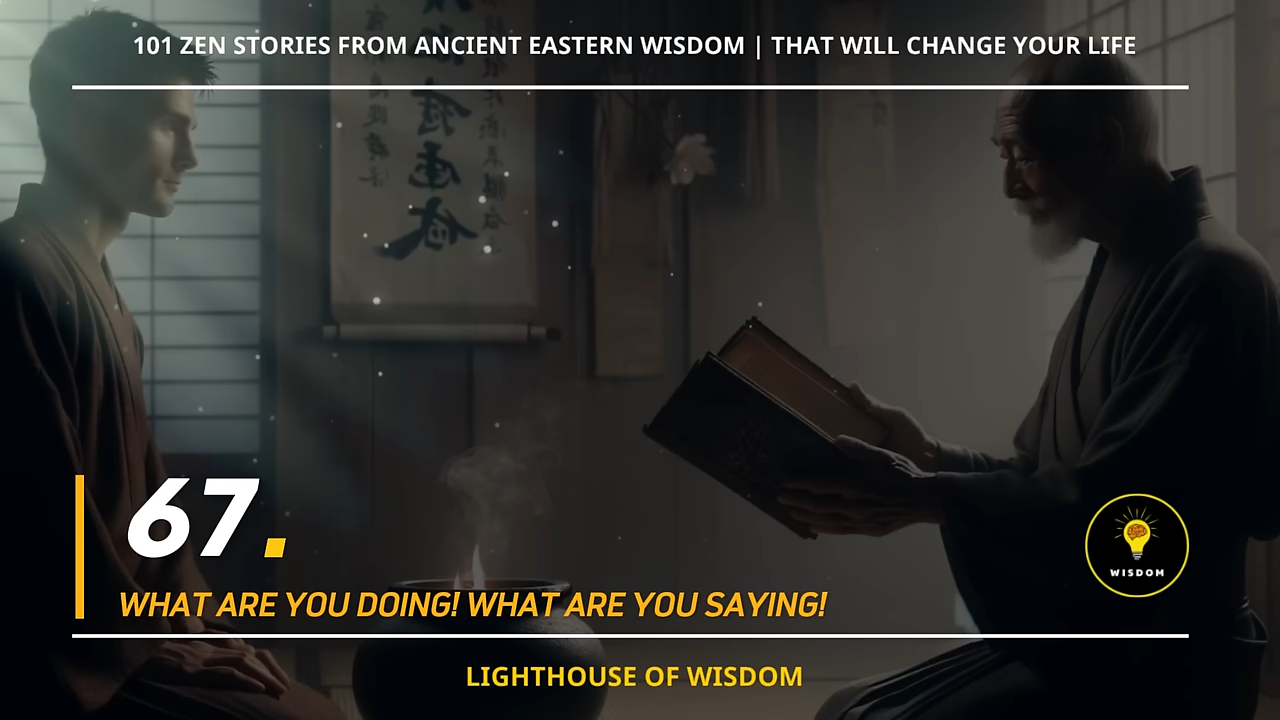 101 ZEN STORIES FROM ANCIENT EASTERN WISDOM | THAT WILL CHANGE YOUR LIFE
67.
WHAT ARE YOU DOING! WHAT ARE YOU SAYING!
WISDOM
LIGHTHOUSE OF WISDOM